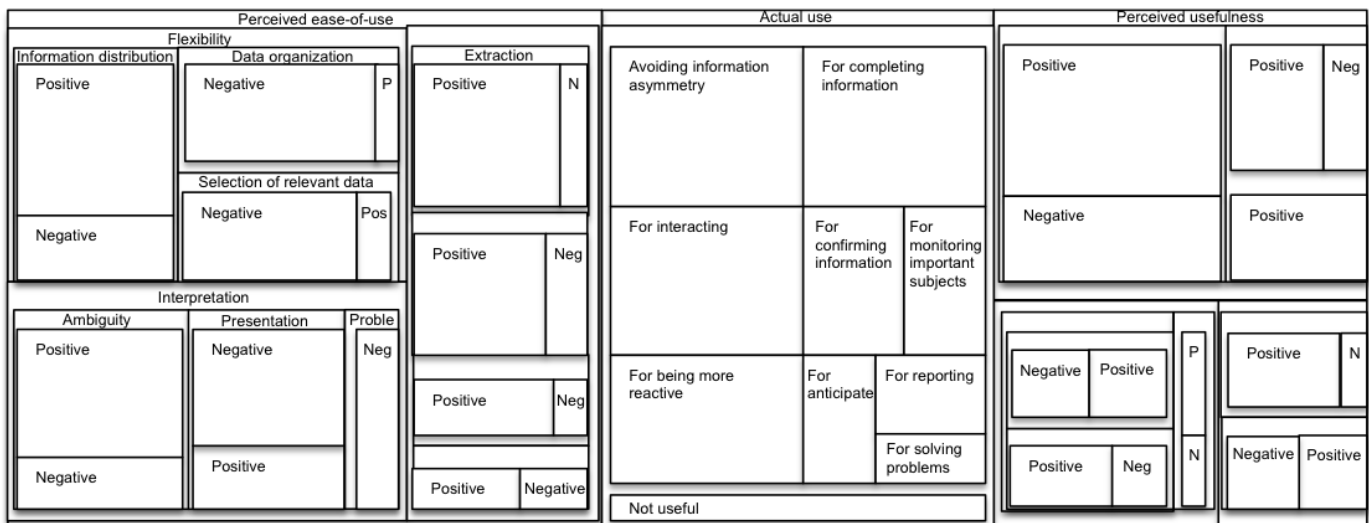 Perceived ease-of-use
Flexibility
Information distribution
Positive
Negative
Data organization
Negative
P
Selection of relevant data
Negative
Pos
Interpretation
Ambiguity
Positive
Negative
Presentation
Negative
Positive
Proble
Neg
Extraction
Positive
N
Positive
Neg
Positive
Neg
Positive
Negative
Actual use
Avoiding information
asymmetry
For completing
information
For interacting
For
confirming
information
For
monitoring
important
subjects
For being more
reactive
For
anticipate
For reporting
For solving
problems
Not useful
Perceived usefulness
Positive
Negative
Positive
Neg
Positive
Negative
Positive
Positive
Neg
P
N
Positive
N
Negative
Positive